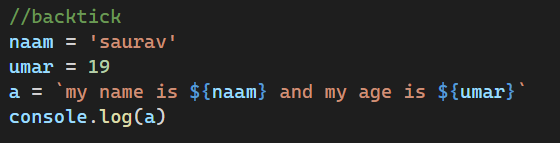 //backtick
naam = 'saurav'
umar = 19
a = `my name is ${naam} and my age is ${umar}`
console.log(a)